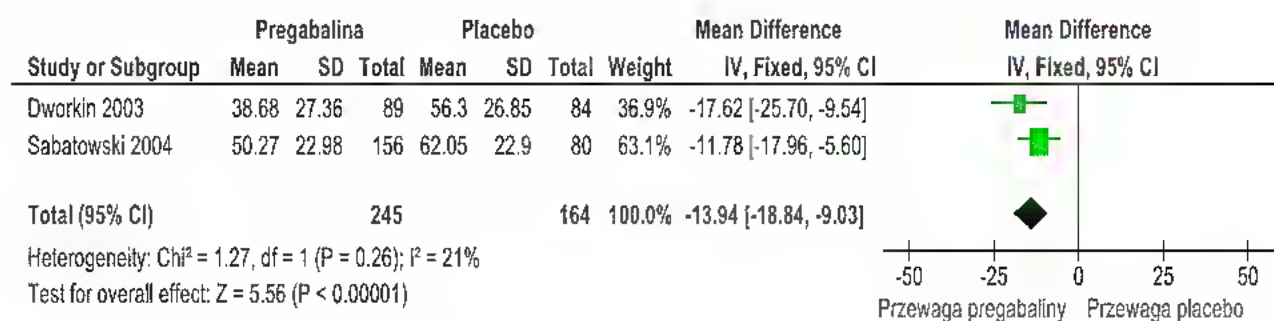 Pregabalina Placebo Mean Difference Mean Difference
Study or Subgroup Mean SD Total Mean SD Total Weight IV, Fixed, 95% CI IV, Fixed, 95% CI
Dworkin 2003 38.68 27.36 89 56.3 26.85 84 36.9% -17.62 [-25.70, -9.54]
Sabatowski 2004 50.27 22.98 156 62.05 22.9 80 63.1% -11.78 [-17.96, -5.60]
Total (95% CI) 245 164 100.0% -13.94 [-18.84, -9.03]
Heterogeneity: Chi² = 1.27, df = 1 (P = 0.26); I² = 21%
Test for overall effect: Z = 5.56 (P < 0.00001)
-50 -25 0 25 50
Przewaga pregabaliny Przewaga placebo